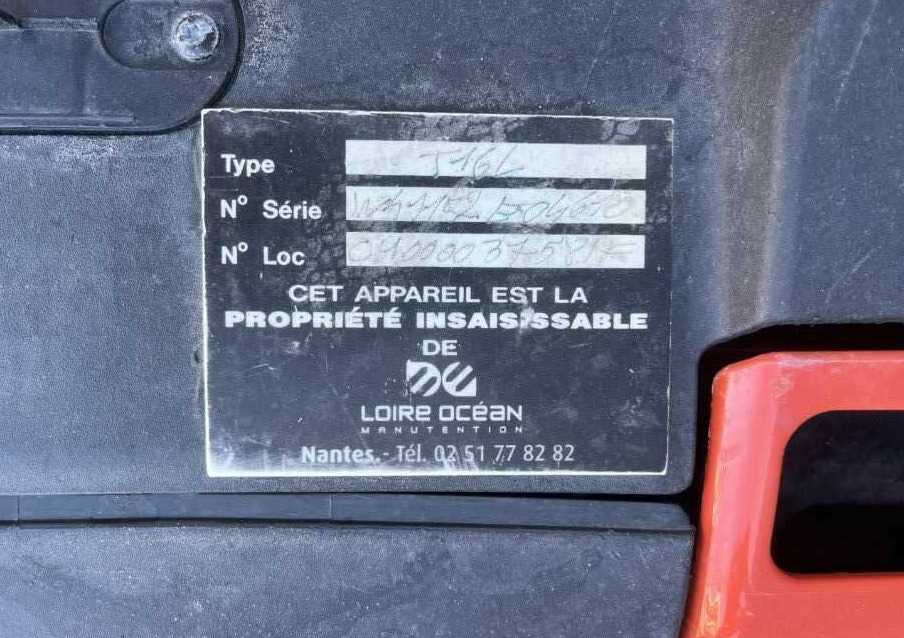 Type
N° Série
N° Loc
CET APPAREIL EST LA
PROPRIÉTÉ INSAISISSABLE
DE
LOIRE OCÉAN
MANUTENTION
Nantes.- Tél. 02 51 77 82 82